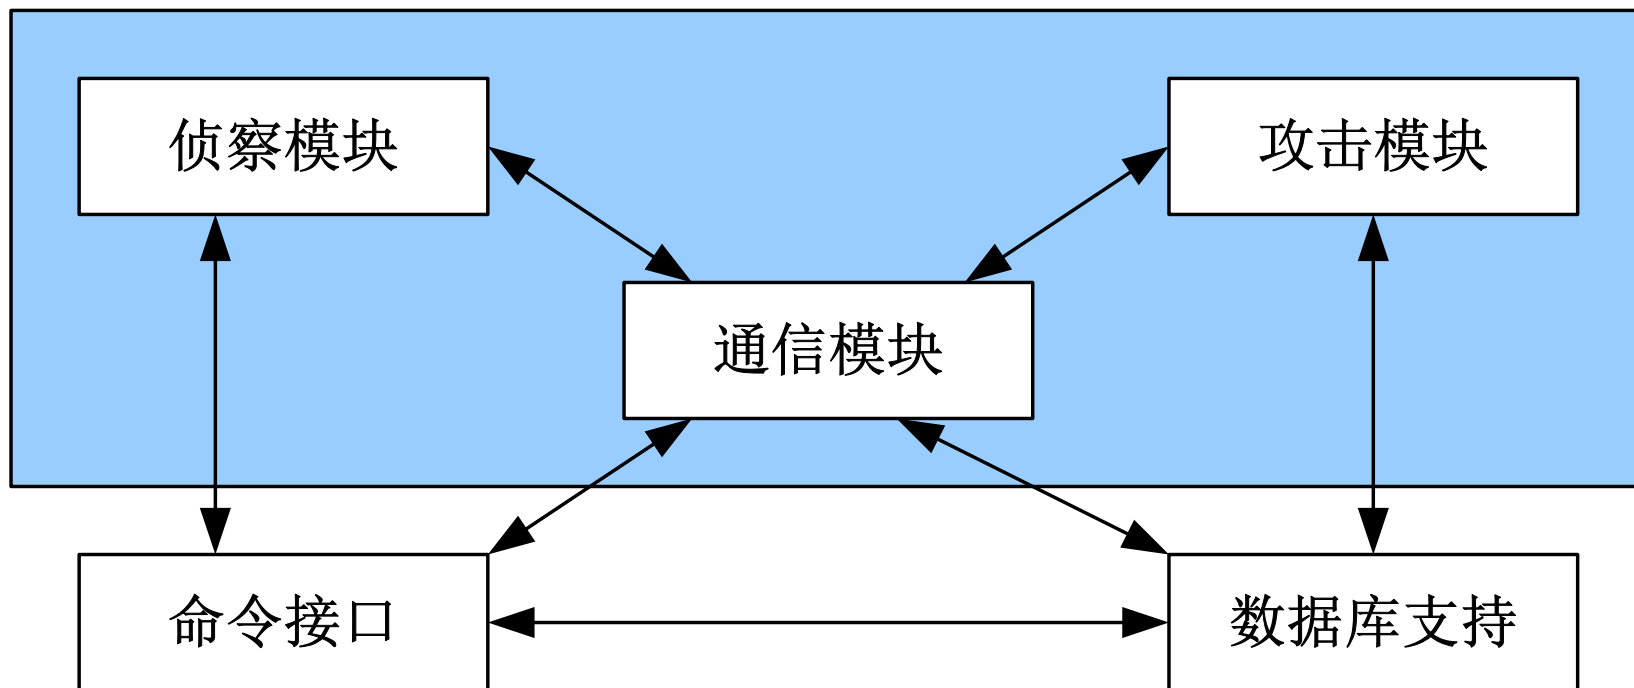 侦察模块
攻击模块
通信模块
命令接口
数据库支持